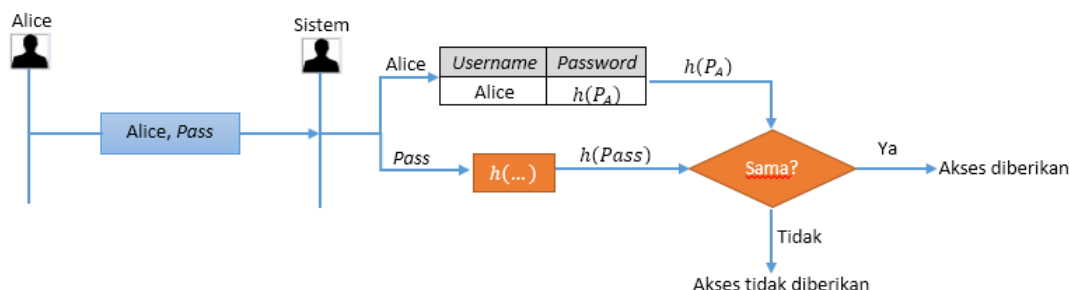 Alice
Sistem
Alice
Username Password
Alice h(P_A)
h(P_A)
Alice, Pass
Pass
h(...)
h(Pass)
Sama?
Ya
Akses diberikan
Tidak
Akses tidak diberikan